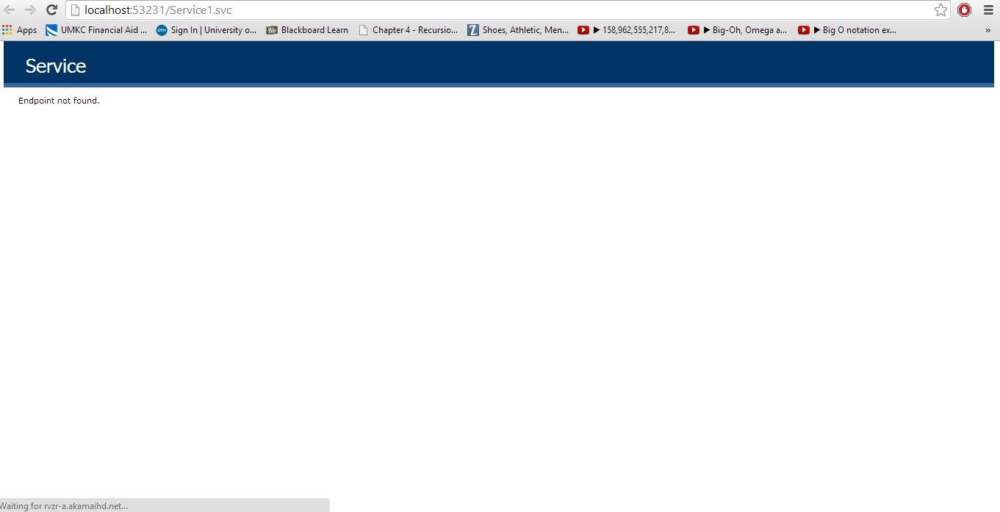 localhost:53231/Service1.svc
Apps UMKC Financial Aid ... OTH Sign In | University o... Bb Blackboard Learn Chapter 4 - Recursio... Z Shoes, Athletic, Men... ▶ 158,962,555,217,8... ▶ Big-Oh, Omega a... ▶ Big O notation ex... »
Service
Endpoint not found.
Waiting for rvzr-a.akamaihd.net...